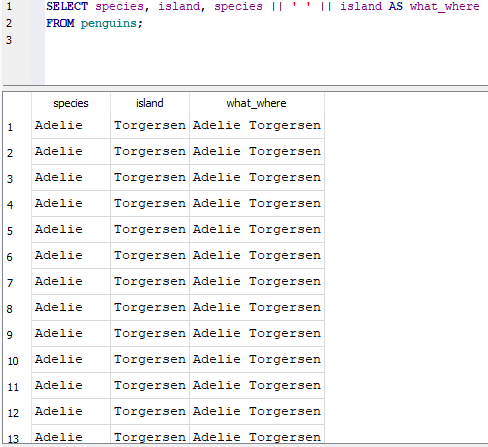 1 SELECT species, island, species || ' ' || island AS what_where
2 FROM penguins;
3
species island what_where
1 Adelie Torgersen Adelie Torgersen
2 Adelie Torgersen Adelie Torgersen
3 Adelie Torgersen Adelie Torgersen
4 Adelie Torgersen Adelie Torgersen
5 Adelie Torgersen Adelie Torgersen
6 Adelie Torgersen Adelie Torgersen
7 Adelie Torgersen Adelie Torgersen
8 Adelie Torgersen Adelie Torgersen
9 Adelie Torgersen Adelie Torgersen
10 Adelie Torgersen Adelie Torgersen
11 Adelie Torgersen Adelie Torgersen
12 Adelie Torgersen Adelie Torgersen
13 Adelie Torgersen Adelie Torgersen